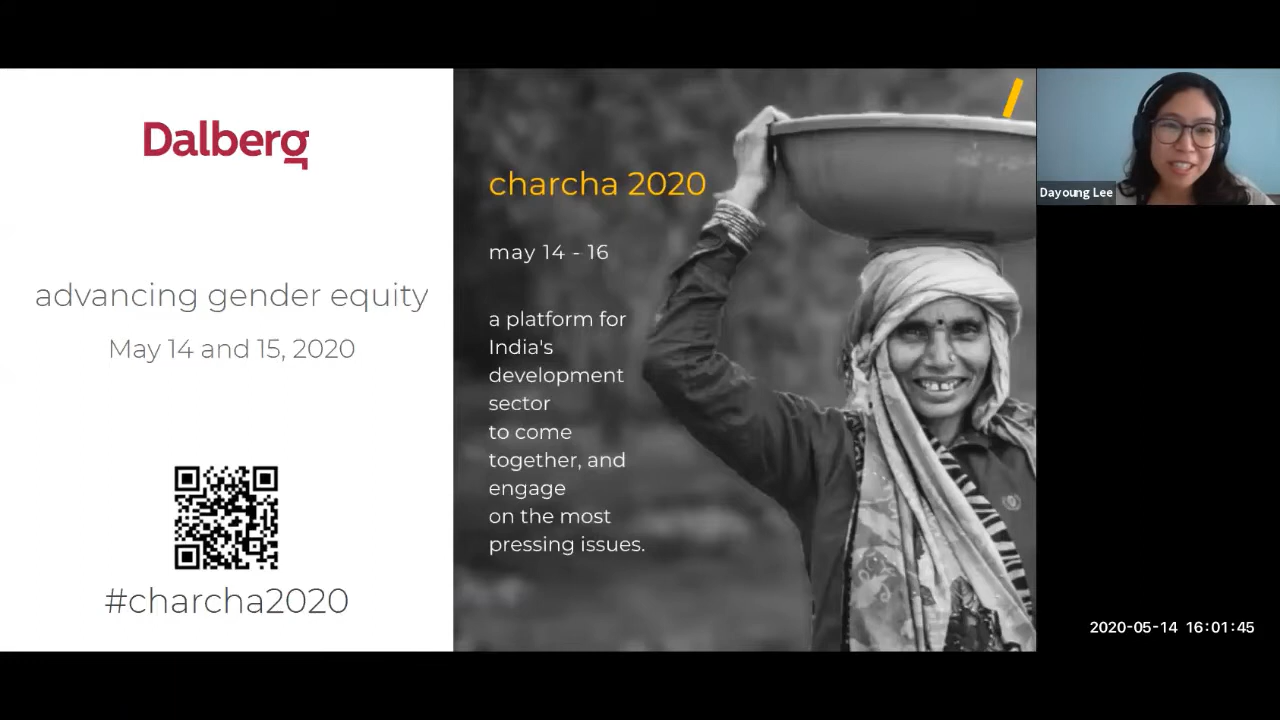 Dalberg
advancing gender equity
May 14 and 15, 2020
#charcha2020
charcha 2020
may 14 - 16
a platform for
India's
development
sector
to come
together, and
engage
on the most
pressing issues.
Dayoung Lee
2020-05-14 16:01:45